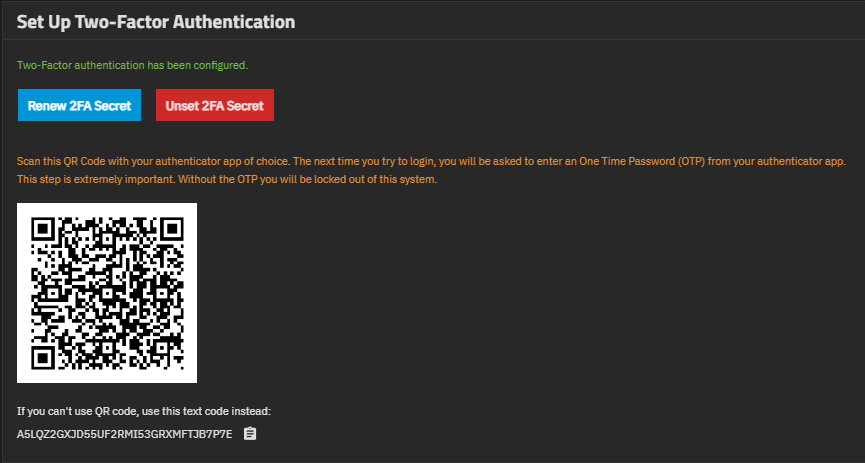 Set Up Two-Factor Authentication
Two-Factor authentication has been configured.
Renew 2FA Secret
Unset 2FA Secret
Scan this QR Code with your authenticator app of choice. The next time you try to login, you will be asked to enter an One Time Password (OTP) from your authenticator app.
This step is extremely important. Without the OTP you will be locked out of this system.
If you can't use QR code, use this text code instead:
A5LQZ2GXJD55UF2RMI53GRXMFTJB7P7E